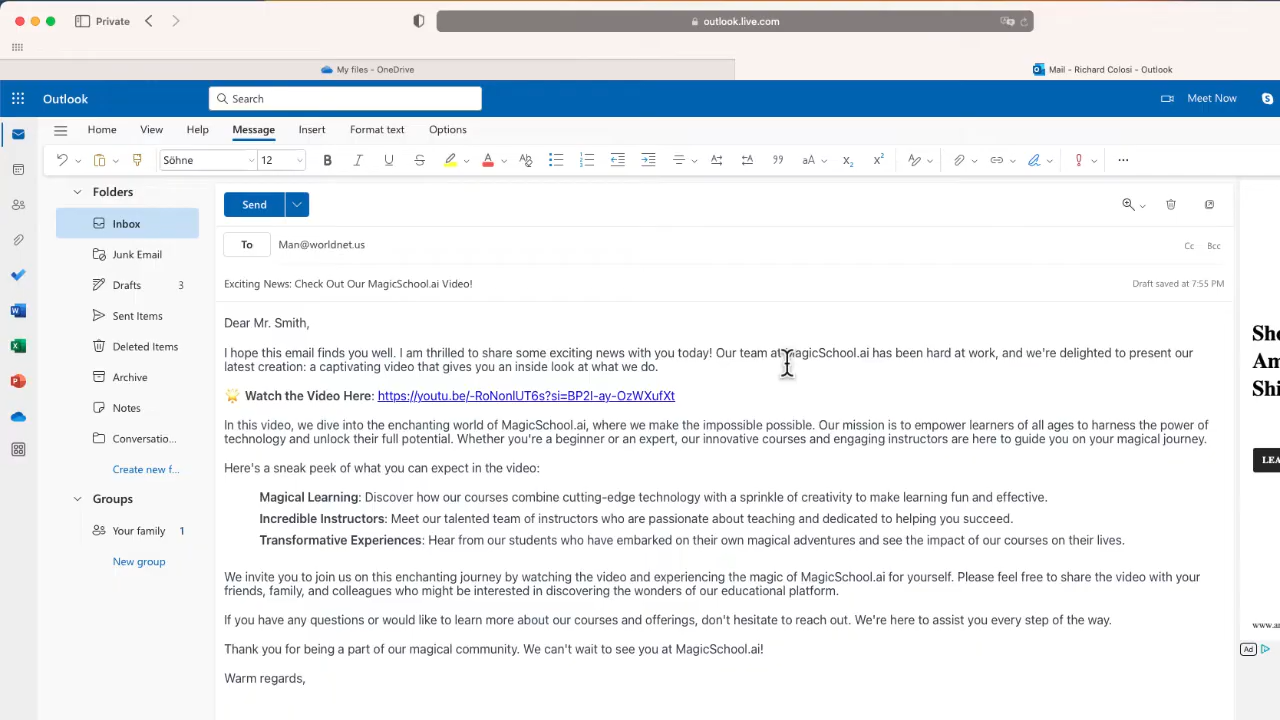 Private
outlook.live.com
My files - OneDrive
Mail - Richard Colosi - Outlook
Outlook
Search
Meet Now
Home View Help Message Insert Format text Options
Söhne 12
Folders
Inbox
Junk Email
Drafts 3
Sent Items
Deleted Items
Archive
Notes
Conversatio...
Create new f...
Groups
Your family 1
New group
Send
To Man@worldnet.us
Cc Bcc
Exciting News: Check Out Our MagicSchool.ai Video!
Draft saved at 7:55 PM
Dear Mr. Smith,
I hope this email finds you well. I am thrilled to share some exciting news with you today! Our team at MagicSchool.ai has been hard at work, and we're delighted to present our
latest creation: a captivating video that gives you an inside look at what we do.
🌟 Watch the Video Here: https://youtu.be/-RoNonlUT6s?si=BP2I-ay-OzWXufXt
In this video, we dive into the enchanting world of MagicSchool.ai, where we make the impossible possible. Our mission is to empower learners of all ages to harness the power of
technology and unlock their full potential. Whether you're a beginner or an expert, our innovative courses and engaging instructors are here to guide you on your magical journey.
Here's a sneak peek of what you can expect in the video:
Magical Learning: Discover how our courses combine cutting-edge technology with a sprinkle of creativity to make learning fun and effective.
Incredible Instructors: Meet our talented team of instructors who are passionate about teaching and dedicated to helping you succeed.
Transformative Experiences: Hear from our students who have embarked on their own magical adventures and see the impact of our courses on their lives.
We invite you to join us on this enchanting journey by watching the video and experiencing the magic of MagicSchool.ai for yourself. Please feel free to share the video with your
friends, family, and colleagues who might be interested in discovering the wonders of our educational platform.
If you have any questions or would like to learn more about our courses and offerings, don't hesitate to reach out. We're here to assist you every step of the way.
Thank you for being a part of our magical community. We can't wait to see you at MagicSchool.ai!
Warm regards,
Ad